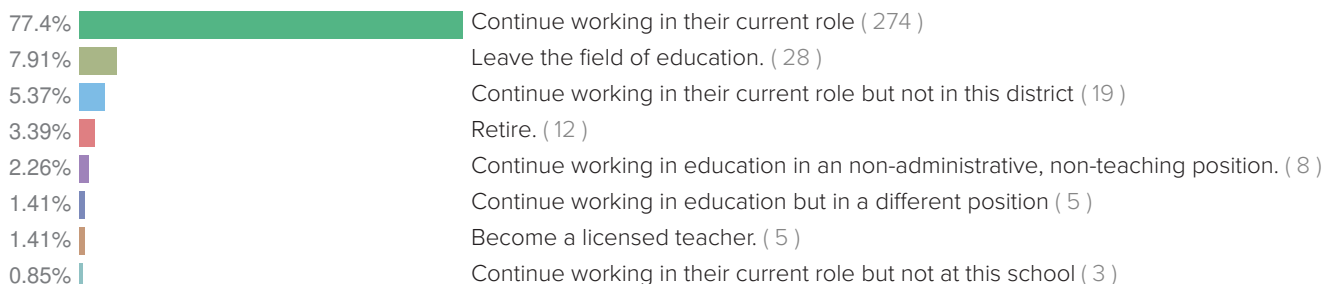 77.4% Continue working in their current role ( 274 )
7.91% Leave the field of education. ( 28 )
5.37% Continue working in their current role but not in this district ( 19 )
3.39% Retire. ( 12 )
2.26% Continue working in education in an non-administrative, non-teaching position. ( 8 )
1.41% Continue working in education but in a different position ( 5 )
1.41% Become a licensed teacher. ( 5 )
0.85% Continue working in their current role but not at this school ( 3 )